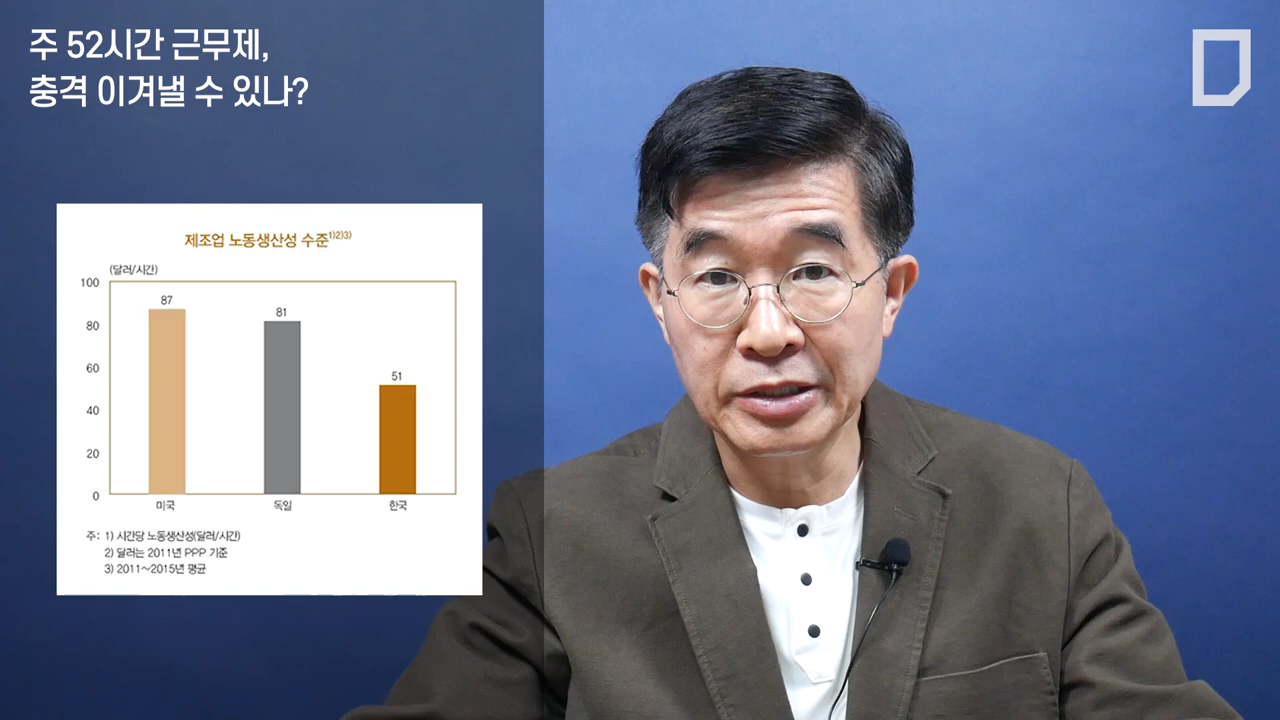 주 52시간 근무제,
충격 이겨낼 수 있나?
제조업 노동생산성 수준1)2)3)
(달러/시간)
100
80
60
40
20
0
87
81
51
미국
독일
한국
주: 1) 시간당 노동생산성(달러/시간)
2) 달러는 2011년 PPP 기준
3) 2011～2015년 평균